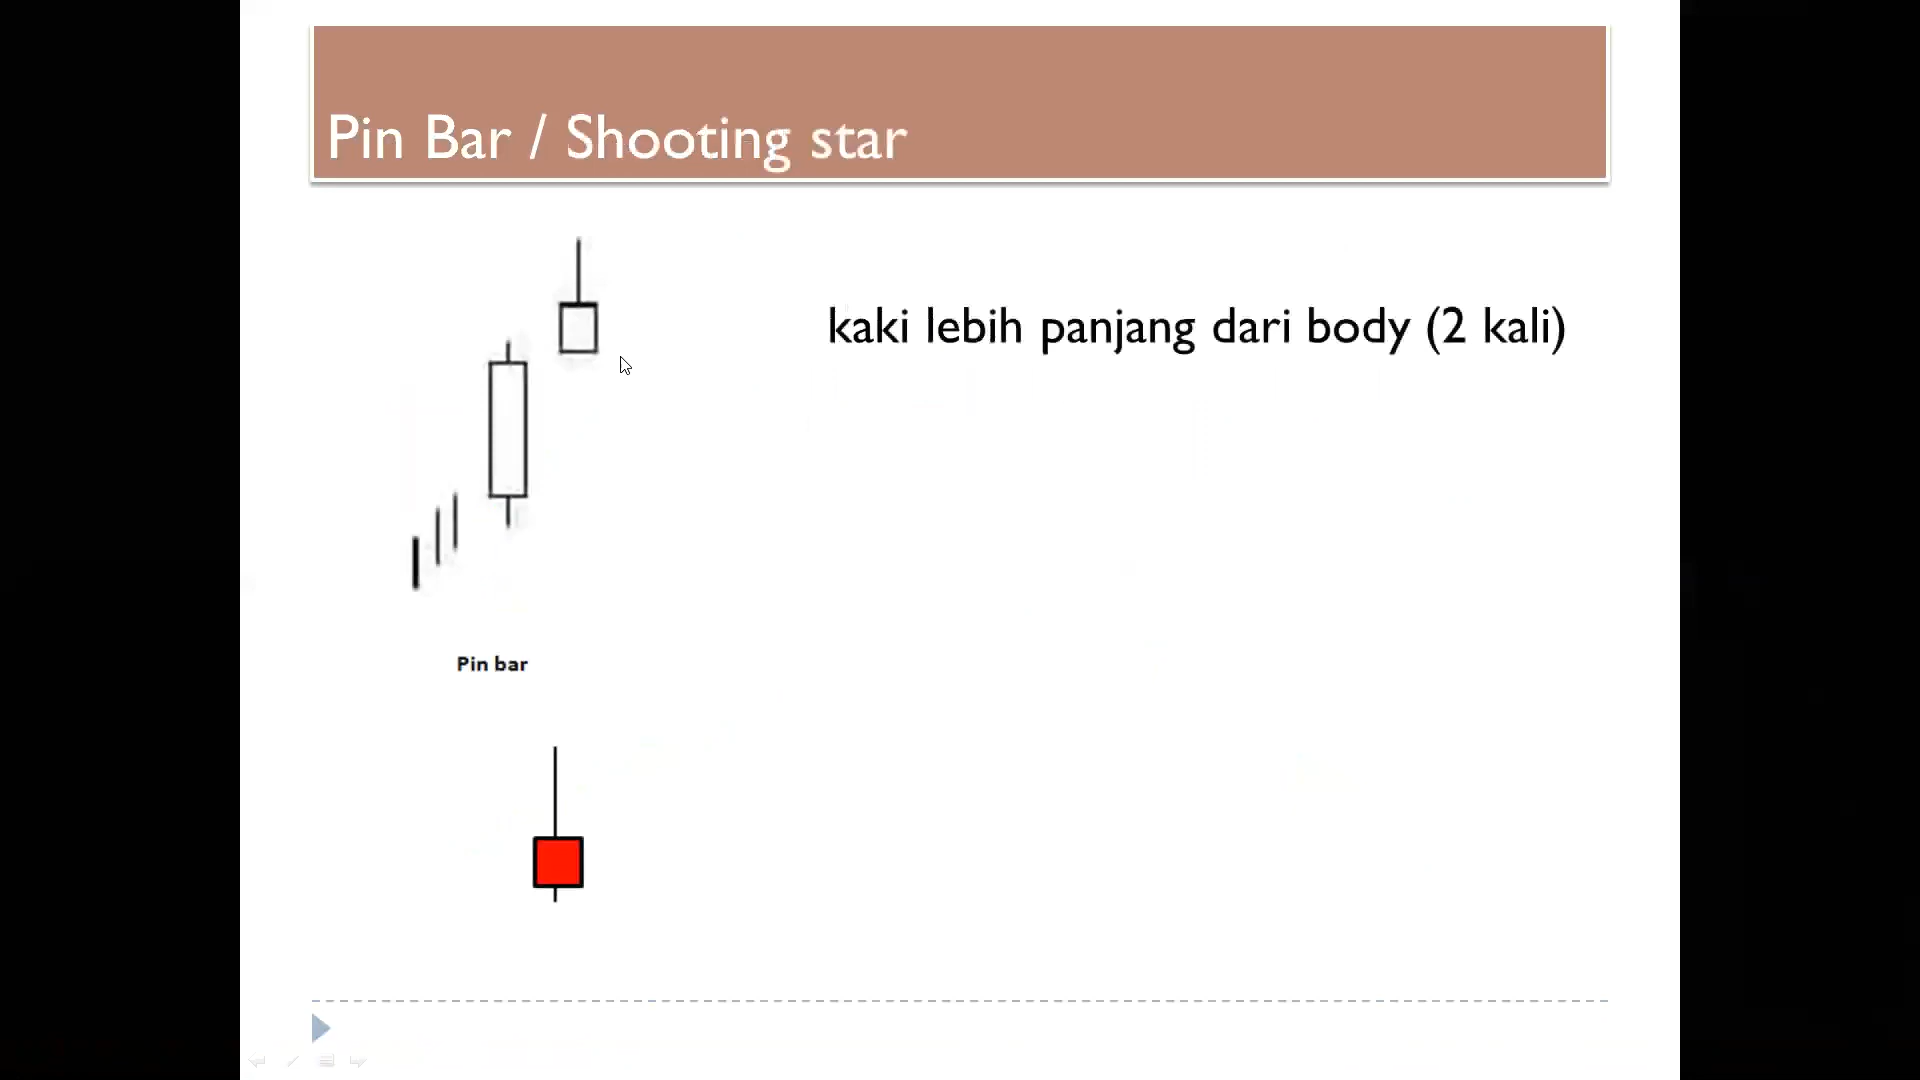 Pin Bar / Shooting star
kaki lebih panjang dari body (2 kali)
Pin bar